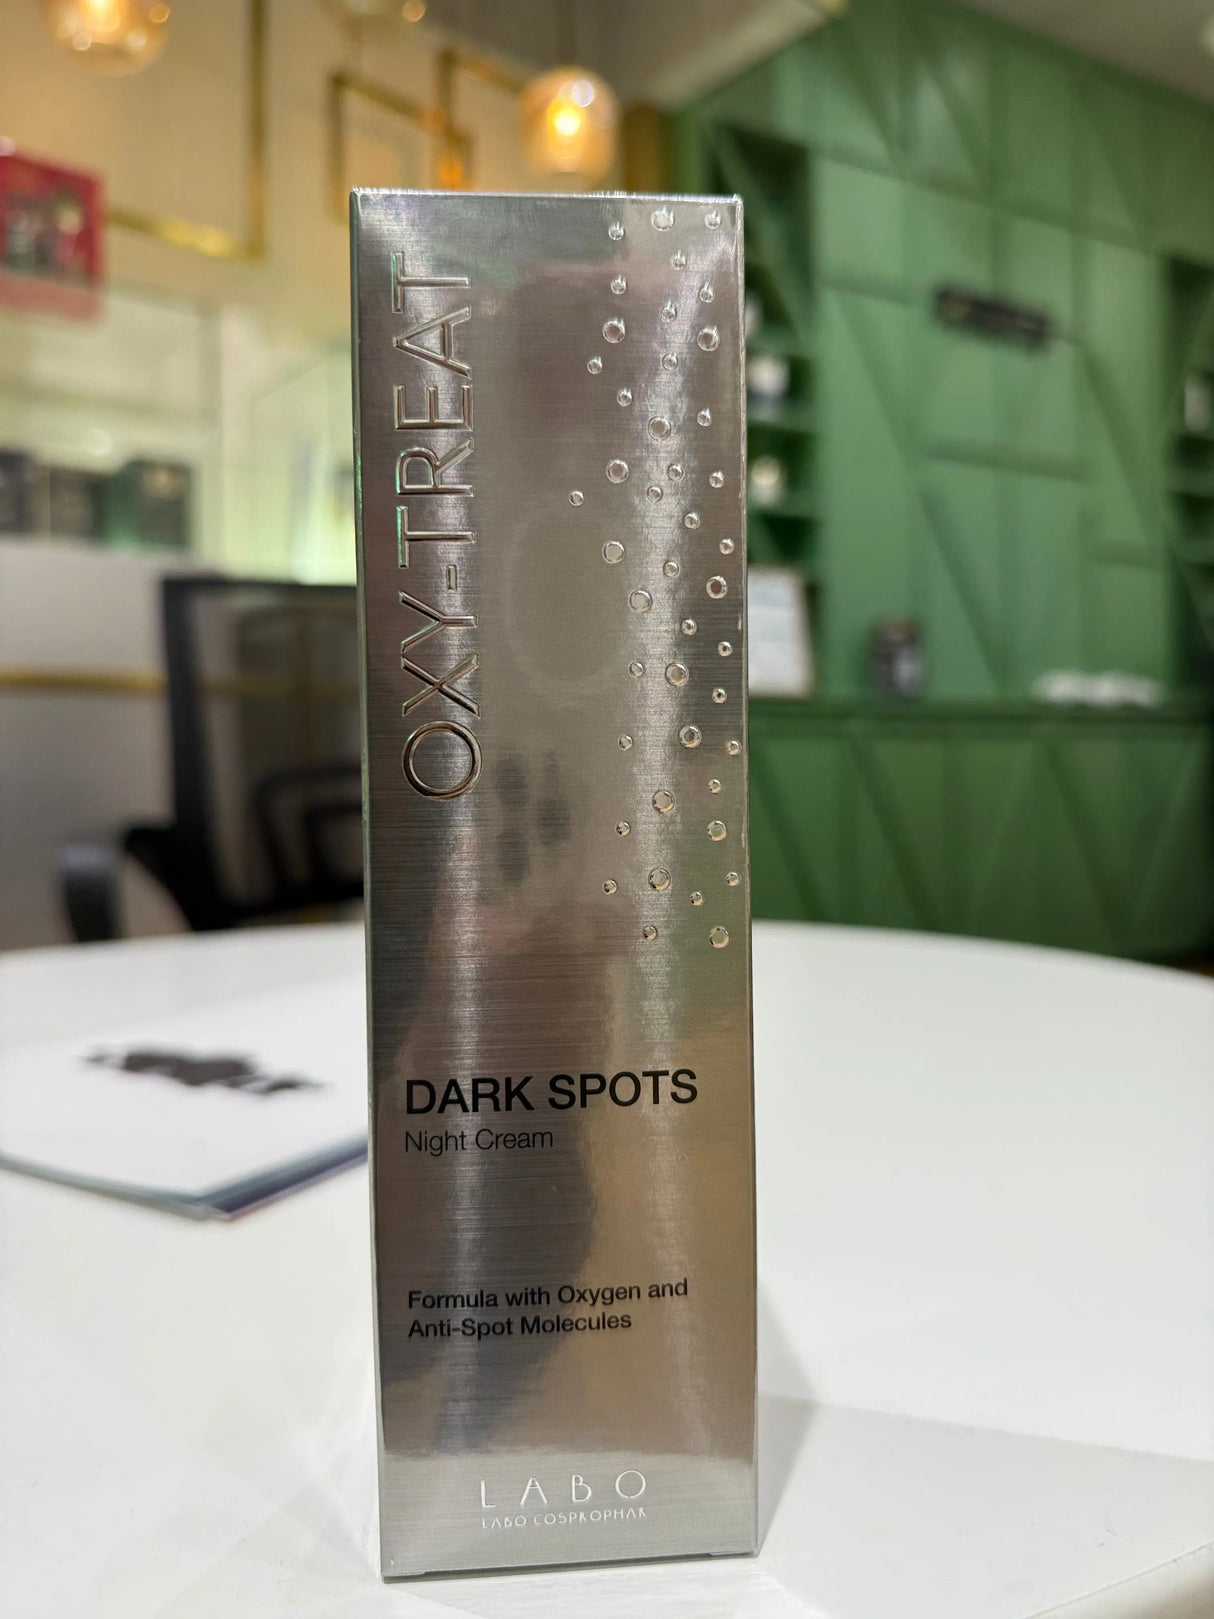 OXY-TREAT
DARK SPOTS
Night Cream
Formula with Oxygen and
Anti-Spot Molecules
LABO
LABO COSPROPHAR